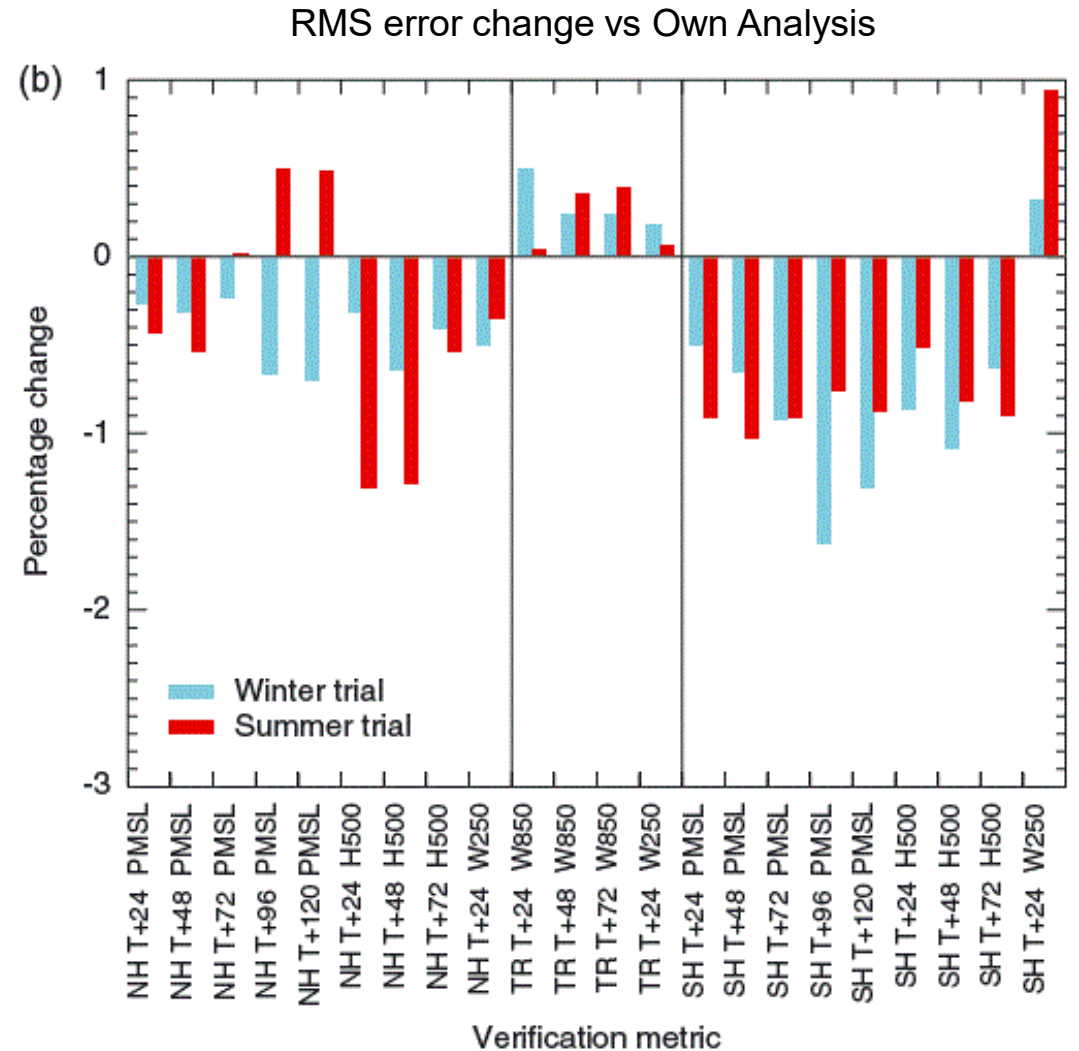 RMS error change vs Own Analysis
(b)
1
0
-1
-2
-3
Percentage change
Winter trial
Summer trial
NH T+24 PMSL
NH T+48 PMSL
NH T+72 PMSL
NH T+96 PMSL
NH T+120 PMSL
NH T+24 H500
NH T+48 H500
NH T+72 H500
NH T+24 W250
TR T+24 W850
TR T+48 W850
TR T+72 W850
TR T+24 W250
SH T+24 PMSL
SH T+48 PMSL
SH T+72 PMSL
SH T+96 PMSL
SH T+120 PMSL
SH T+24 H500
SH T+48 H500
SH T+72 H500
SH T+24 W250
Verification metric